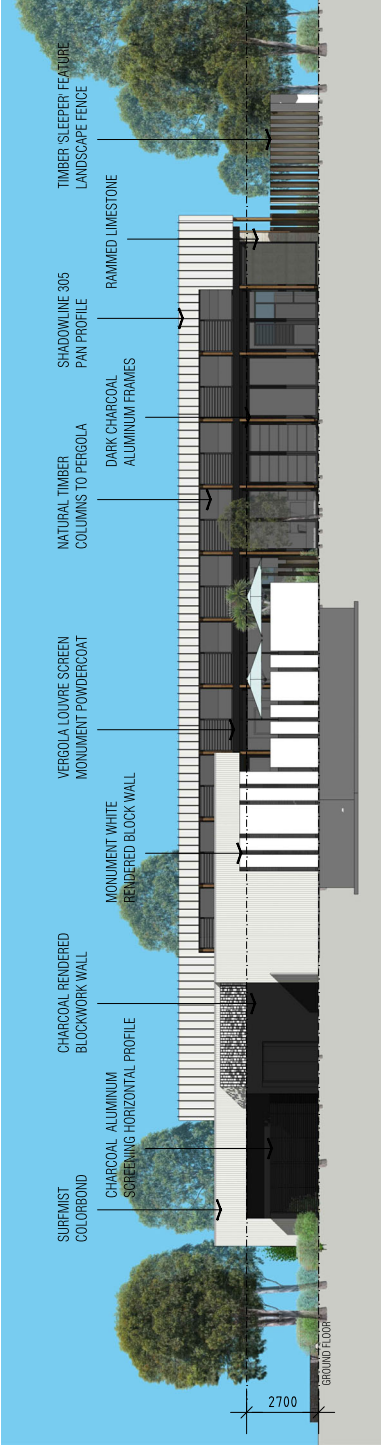 SURFMIST
COLORBOND
CHARCOAL ALUMINUM
SCREENING HORIZONTAL PROFILE
CHARCOAL RENDERED
BLOCKWORK WALL
MONUMENT WHITE
RENDERED BLOCK WALL
VERGOLA LOUVRE SCREEN
MONUMENT POWDERCOAT
NATURAL TIMBER
COLUMNS TO PERGOLA
DARK CHARCOAL
ALUMINUM FRAMES
SHADOWLINE 305
PAN PROFILE
RAMMED LIMESTONE
TIMBER 'SLEEPER' FEATURE
LANDSCAPE FENCE
2700
GROUND FLOOR